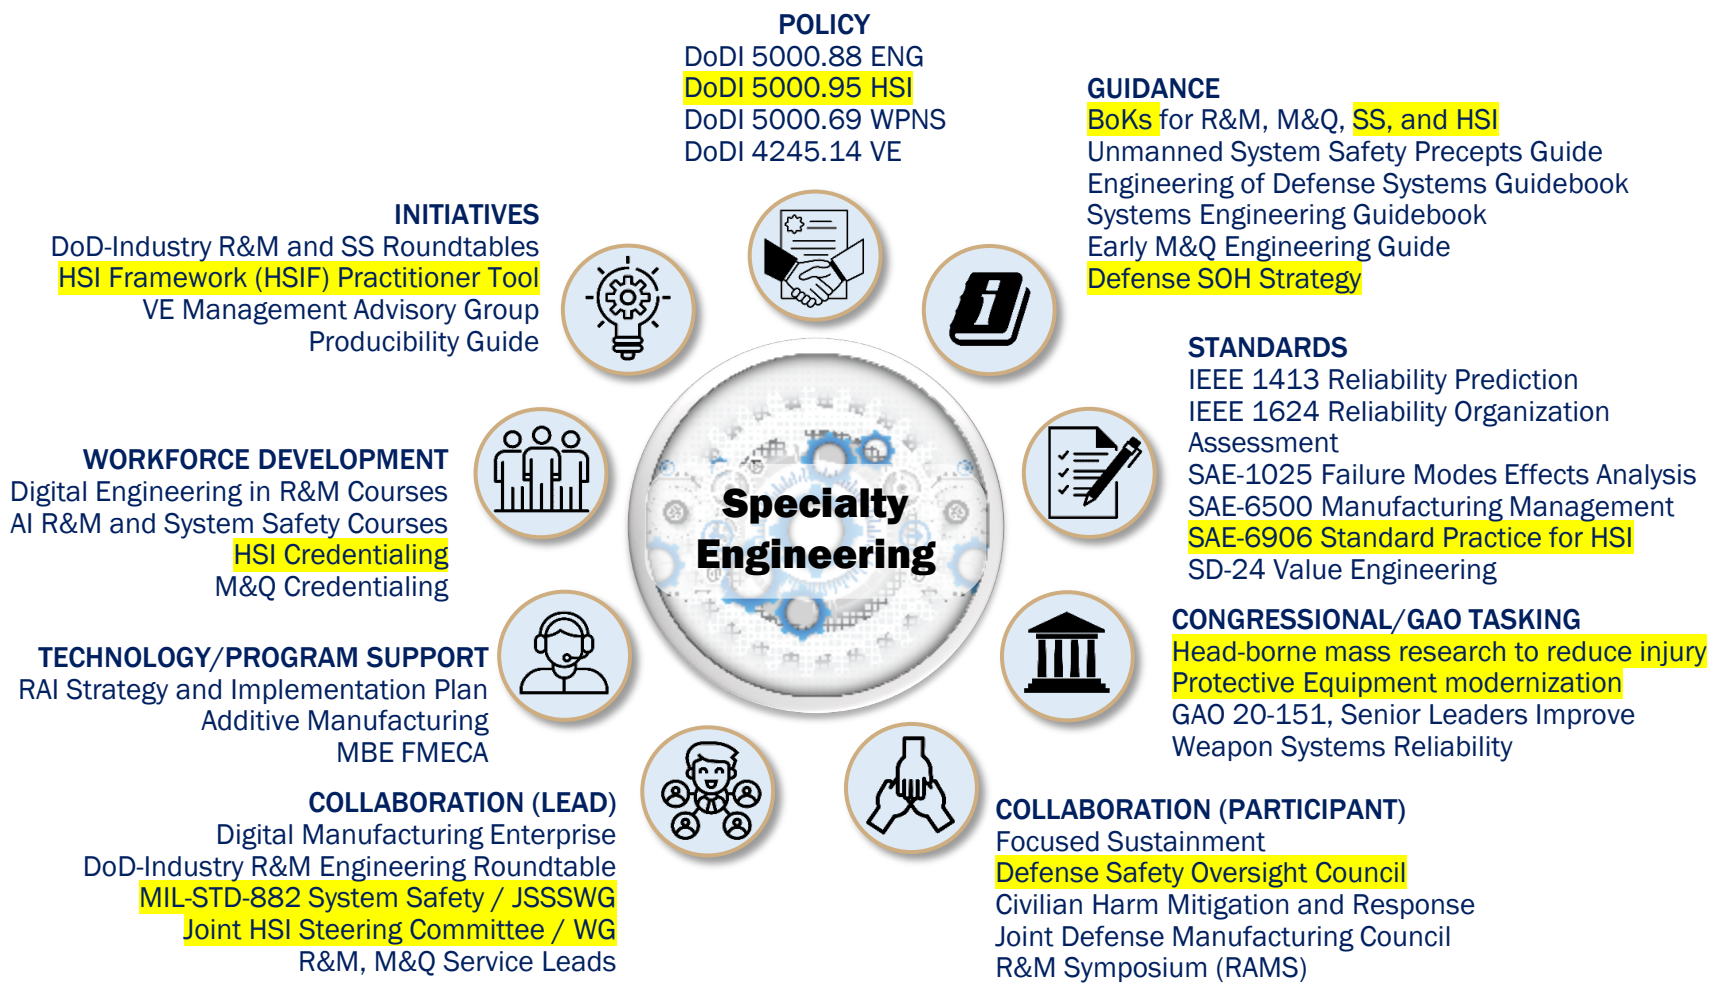 POLICY
DoDI 5000.88 ENG
DoDI 5000.95 HSI
DoDI 5000.69 WPNS
DoDI 4245.14 VE
GUIDANCE
BoKs for R&M, M&Q, SS, and HSI
Unmanned System Safety Precepts Guide
Engineering of Defense Systems Guidebook
Systems Engineering Guidebook
Early M&Q Engineering Guide
Defense SOH Strategy
STANDARDS
IEEE 1413 Reliability Prediction
IEEE 1624 Reliability Organization
Assessment
SAE-1025 Failure Modes Effects Analysis
SAE-6500 Manufacturing Management
SAE-6906 Standard Practice for HSI
SD-24 Value Engineering
CONGRESSIONAL/GAO TASKING
Head-borne mass research to reduce injury
Protective Equipment modernization
GAO 20-151, Senior Leaders Improve
Weapon Systems Reliability
COLLABORATION (PARTICIPANT)
Focused Sustainment
Defense Safety Oversight Council
Civilian Harm Mitigation and Response
Joint Defense Manufacturing Council
R&M Symposium (RAMS)
COLLABORATION (LEAD)
Digital Manufacturing Enterprise
DoD-Industry R&M Engineering Roundtable
MIL-STD-882 System Safety / JSSSWG
Joint HSI Steering Committee / WG
R&M, M&Q Service Leads
TECHNOLOGY/PROGRAM SUPPORT
RAI Strategy and Implementation Plan
Additive Manufacturing
MBE FMECA
WORKFORCE DEVELOPMENT
Digital Engineering in R&M Courses
AI R&M and System Safety Courses
HSI Credentialing
M&Q Credentialing
INITIATIVES
DoD-Industry R&M and SS Roundtables
HSI Framework (HSIF) Practitioner Tool
VE Management Advisory Group
Producibility Guide
Specialty
Engineering